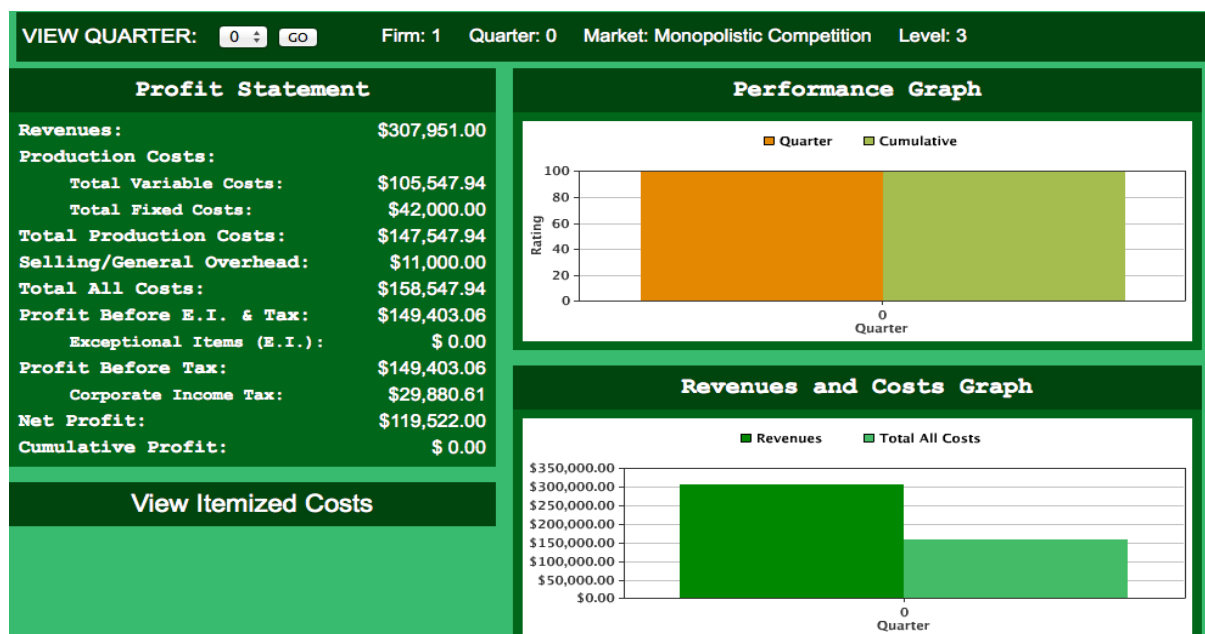 VIEW QUARTER: 0 GO Firm: 1 Quarter: 0 Market: Monopolistic Competition Level: 3
Profit Statement
Revenues: $307,951.00
Production Costs:
Total Variable Costs: $105,547.94
Total Fixed Costs: $42,000.00
Total Production Costs: $147,547.94
Selling/General Overhead: $11,000.00
Total All Costs: $158,547.94
Profit Before E.I. & Tax: $149,403.06
Exceptional Items (E.I.): $ 0.00
Profit Before Tax: $149,403.06
Corporate Income Tax: $29,880.61
Net Profit: $119,522.00
Cumulative Profit: $ 0.00
View Itemized Costs
Performance Graph
Quarter Cumulative
100
80
60
40
20
0
Rating
0
Quarter
Revenues and Costs Graph
Revenues Total All Costs
$350,000.00
$300,000.00
$250,000.00
$200,000.00
$150,000.00
$100,000.00
$50,000.00
$0.00
0
Quarter